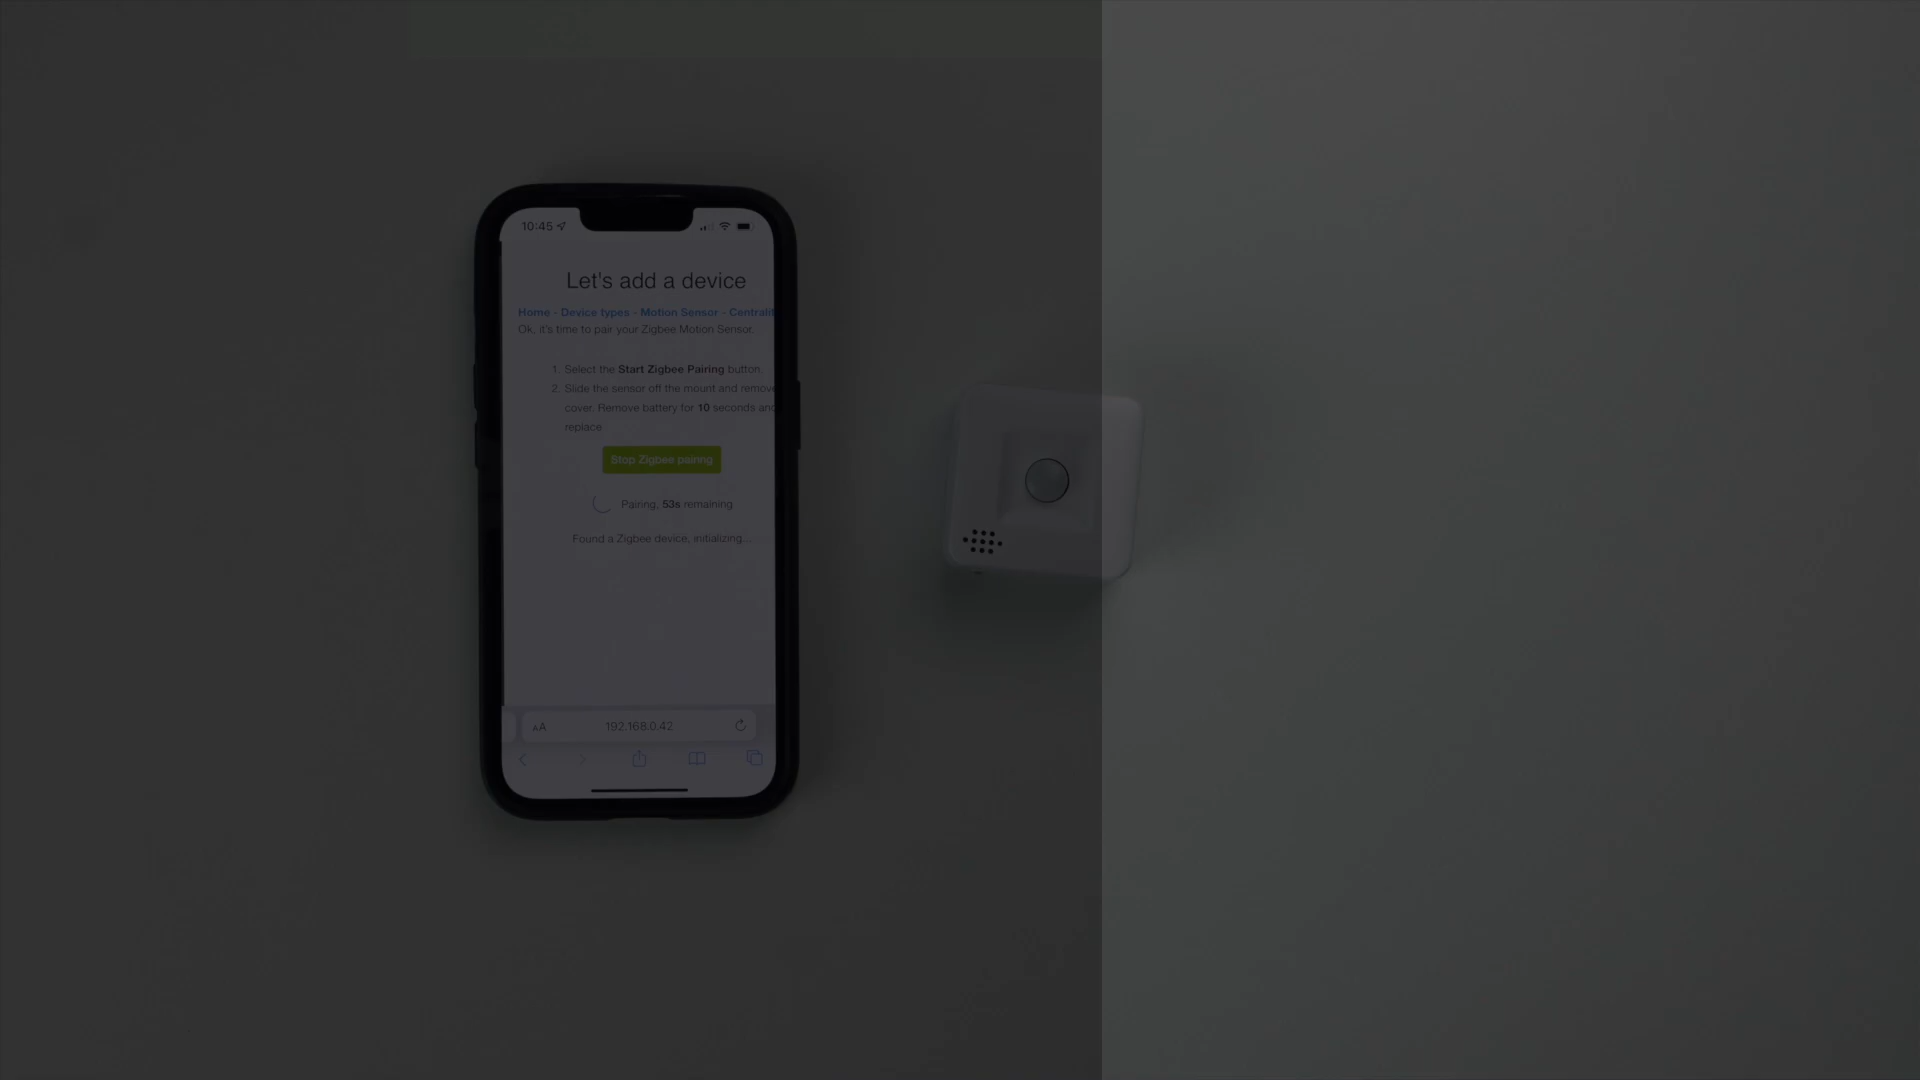 10:45
Let's add a device
Home - Device types - Motion Sensor -
Ok, it's time to pair your Zigbee Motion Sensor.
1. Select the Start Zigbee Pairing button.
2. Slide the sensor off the mount and remove
cover. Remove battery for 10 seconds and
replace
Stop Zigbee pairing
Pairing, 53s remaining
Found a Zigbee device, initializing...
AA 192.168.0.42